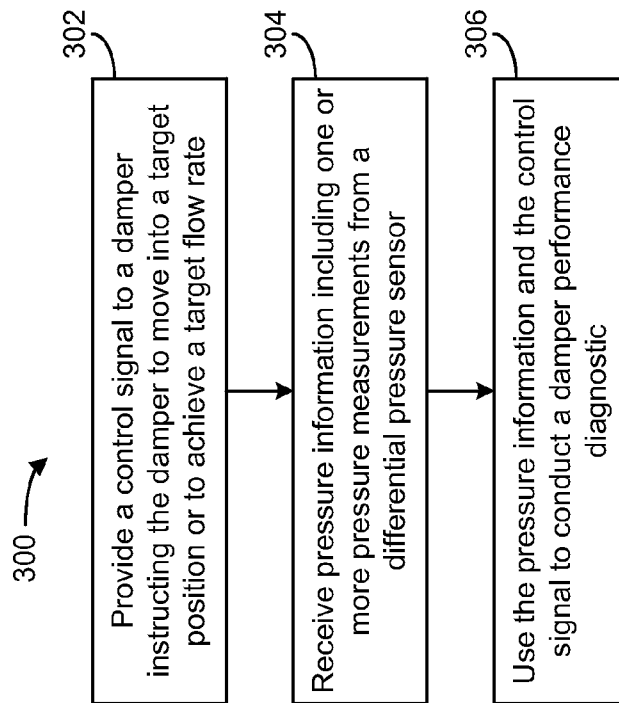 300
302
Provide a control signal to a damper
instructing the damper to move into a target
position or to achieve a target flow rate
304
Receive pressure information including one or
more pressure measurements from a
differential pressure sensor
306
Use the pressure information and the control
signal to conduct a damper performance
diagnostic